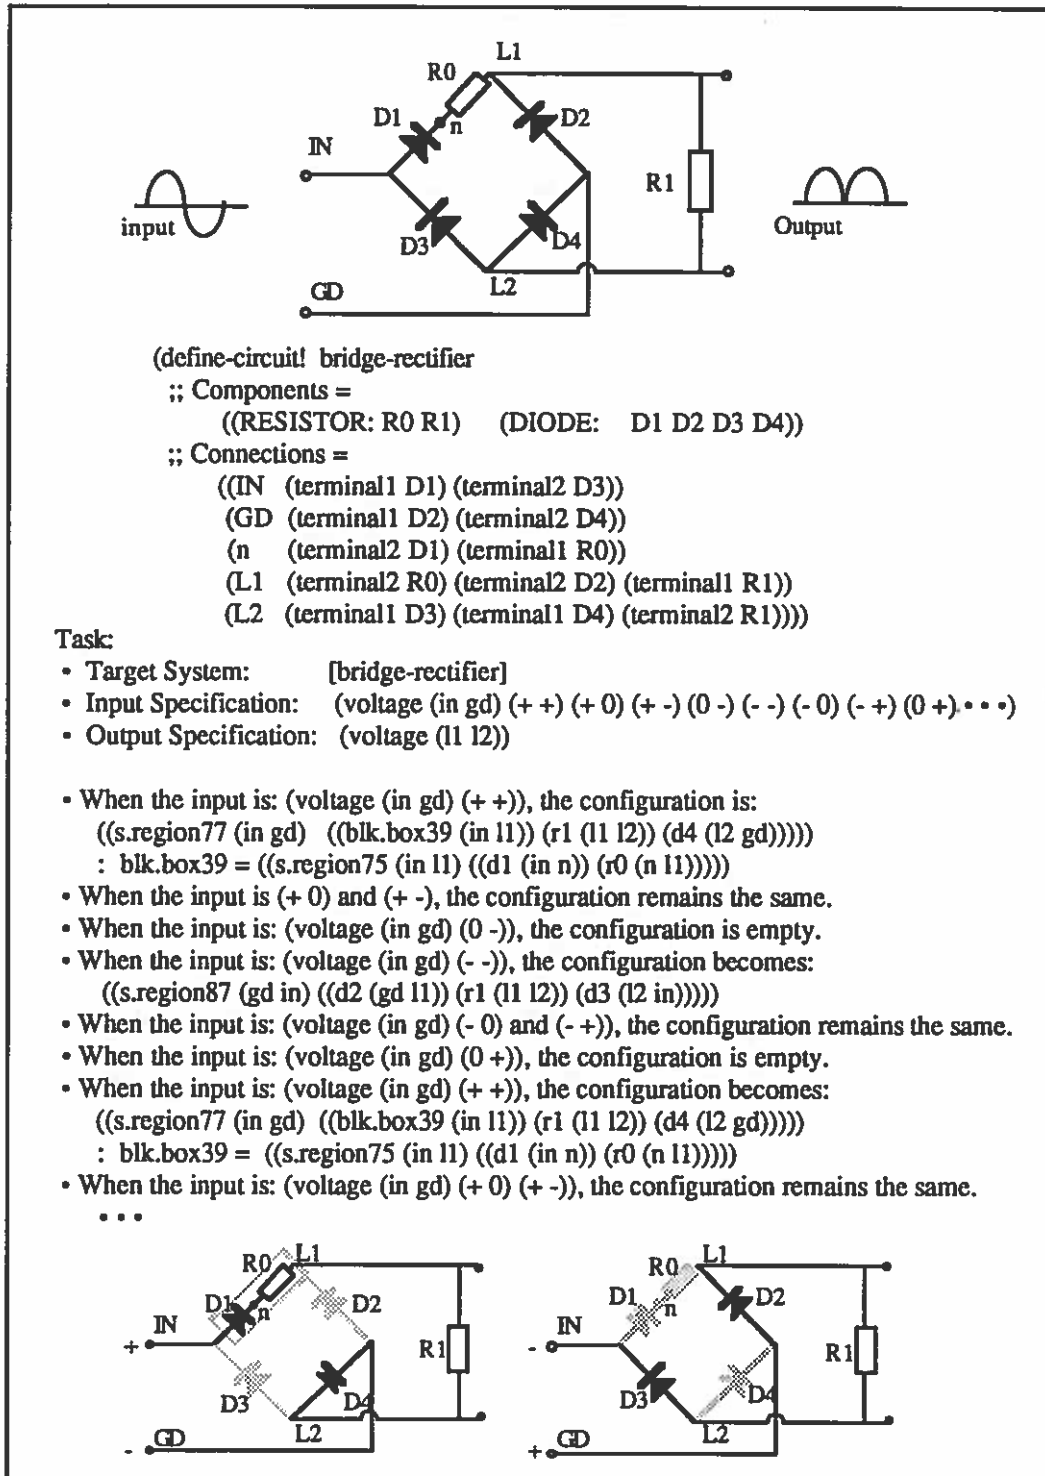 L1
R0
D1
n
D2
IN
R1
input
D3
D4
Output
L2
GD
(define-circuit! bridge-rectifier
;; Components =
((RESISTOR: R0 R1) (DIODE: D1 D2 D3 D4))
;; Connections =
((IN (terminal1 D1) (terminal2 D3))
(GD (terminal1 D2) (terminal2 D4))
(n (terminal2 D1) (terminal1 R0))
(L1 (terminal2 R0) (terminal2 D2) (terminal1 R1))
(L2 (terminal1 D3) (terminal1 D4) (terminal2 R1))))
Task:
• Target System: [bridge-rectifier]
• Input Specification: (voltage (in gd) (+ +) (+ 0) (+ -) (0 -) (- -) (- 0) (- +) (0 +) • • •)
• Output Specification: (voltage (l1 l2))
• When the input is: (voltage (in gd) (+ +)), the configuration is:
((s.region77 (in gd) ((blk.box39 (in l1)) (r1 (l1 l2)) (d4 (l2 gd)))))
: blk.box39 = ((s.region75 (in l1) ((d1 (in n)) (r0 (n l1)))))
• When the input is (+ 0) and (+ -), the configuration remains the same.
• When the input is: (voltage (in gd) (0 -)), the configuration is empty.
• When the input is: (voltage (in gd) (- -)), the configuration becomes:
((s.region87 (gd in) ((d2 (gd l1)) (r1 (l1 l2)) (d3 (l2 in)))))
• When the input is: (voltage (in gd) (- 0) and (- +)), the configuration remains the same.
• When the input is: (voltage (in gd) (0 +)), the configuration is empty.
• When the input is: (voltage (in gd) (+ +)), the configuration becomes:
((s.region77 (in gd) ((blk.box39 (in l1)) (r1 (l1 l2)) (d4 (l2 gd)))))
: blk.box39 = ((s.region75 (in l1) ((d1 (in n)) (r0 (n l1)))))
• When the input is: (voltage (in gd) (+ 0) (+ -)), the configuration remains the same.
• • •
L1
R0
D1
n
D2
IN
+
R1
D3
D4
L2
- GD
L1
R0
D1
n
D2
IN
-
R1
D3
D4
L2
+ GD